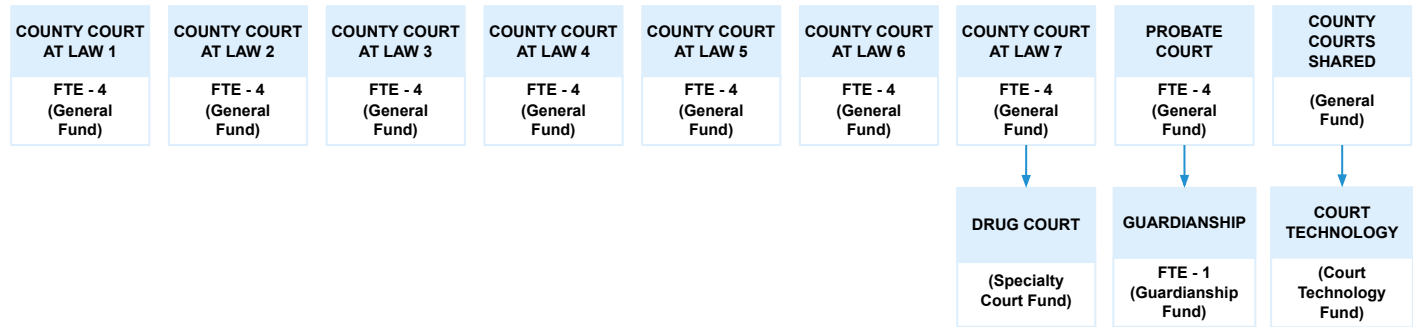 COUNTY COURT
AT LAW 1
FTE - 4
(General
Fund)
COUNTY COURT
AT LAW 2
FTE - 4
(General
Fund)
COUNTY COURT
AT LAW 3
FTE - 4
(General
Fund)
COUNTY COURT
AT LAW 4
FTE - 4
(General
Fund)
COUNTY COURT
AT LAW 5
FTE - 4
(General
Fund)
COUNTY COURT
AT LAW 6
FTE - 4
(General
Fund)
COUNTY COURT
AT LAW 7
FTE - 4
(General
Fund)
PROBATE
COURT
FTE - 4
(General
Fund)
COUNTY
COURTS
SHARED
(General
Fund)
DRUG COURT
(Specialty
Court Fund)
GUARDIANSHIP
FTE - 1
(Guardianship
Fund)
COURT
TECHNOLOGY
(Court
Technology
Fund)